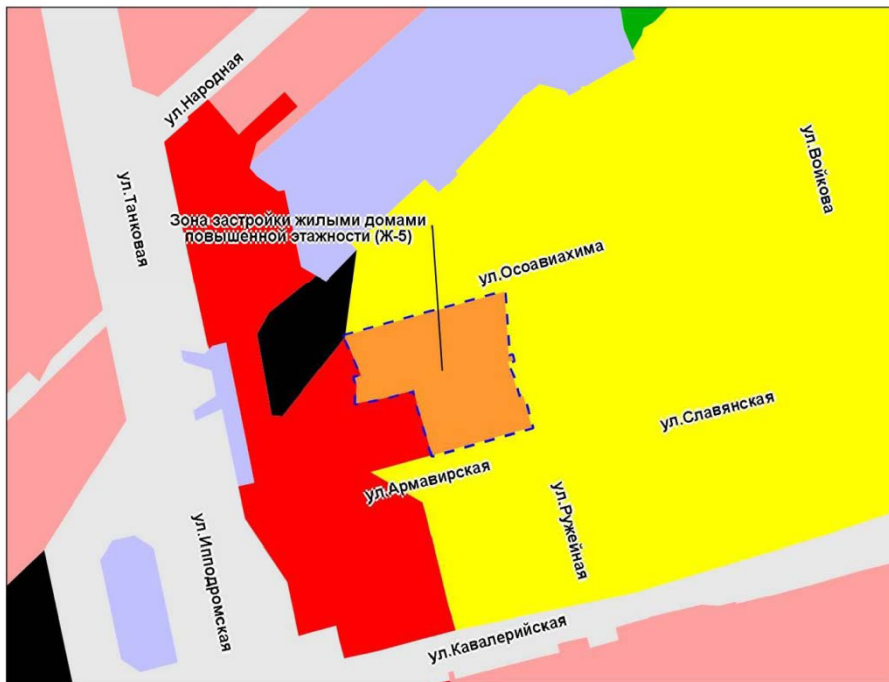 ул.Народная
ул.Танковая
ул.Войкова
Зона застройки жилыми домами
повышенной этажности (Ж-5)
ул.Осоавиахима
ул.Славянская
ул.Армавирская
ул.Ружейная
ул.Ипподромская
ул.Кавалерийская